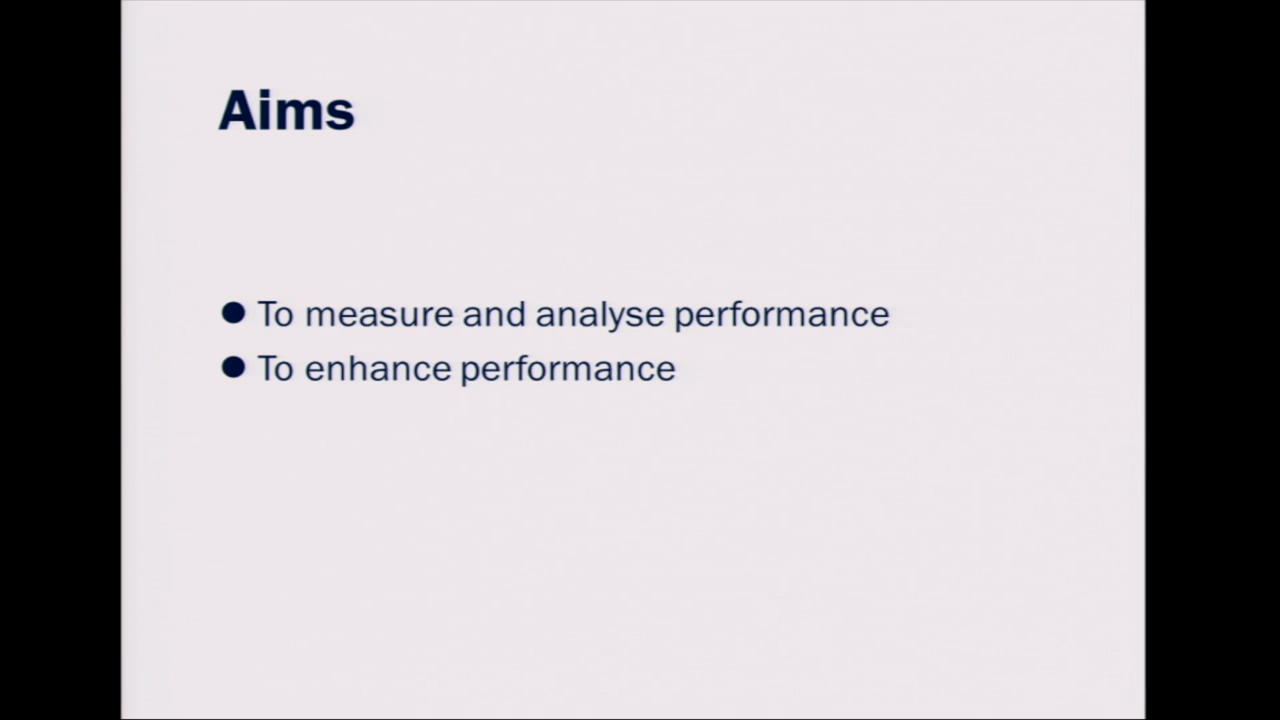 Aims
● To measure and analyse performance
● To enhance performance